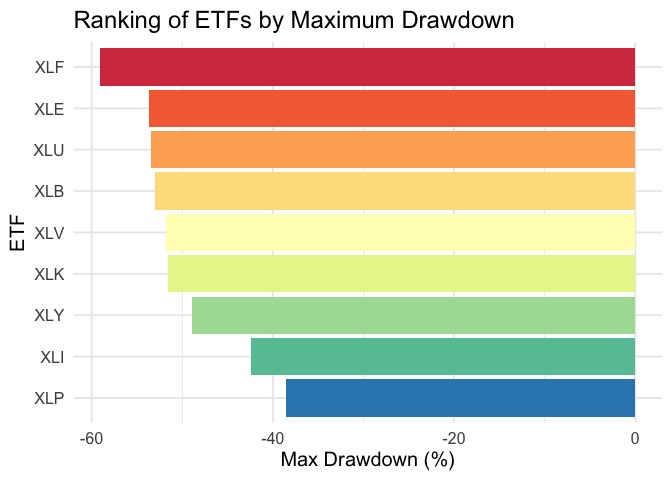 Ranking of ETFs by Maximum Drawdown
XLF
XLE
XLU
XLB
XLV
XLK
XLY
XLI
XLP
ETF
-60 -40 -20 0
Max Drawdown (%)